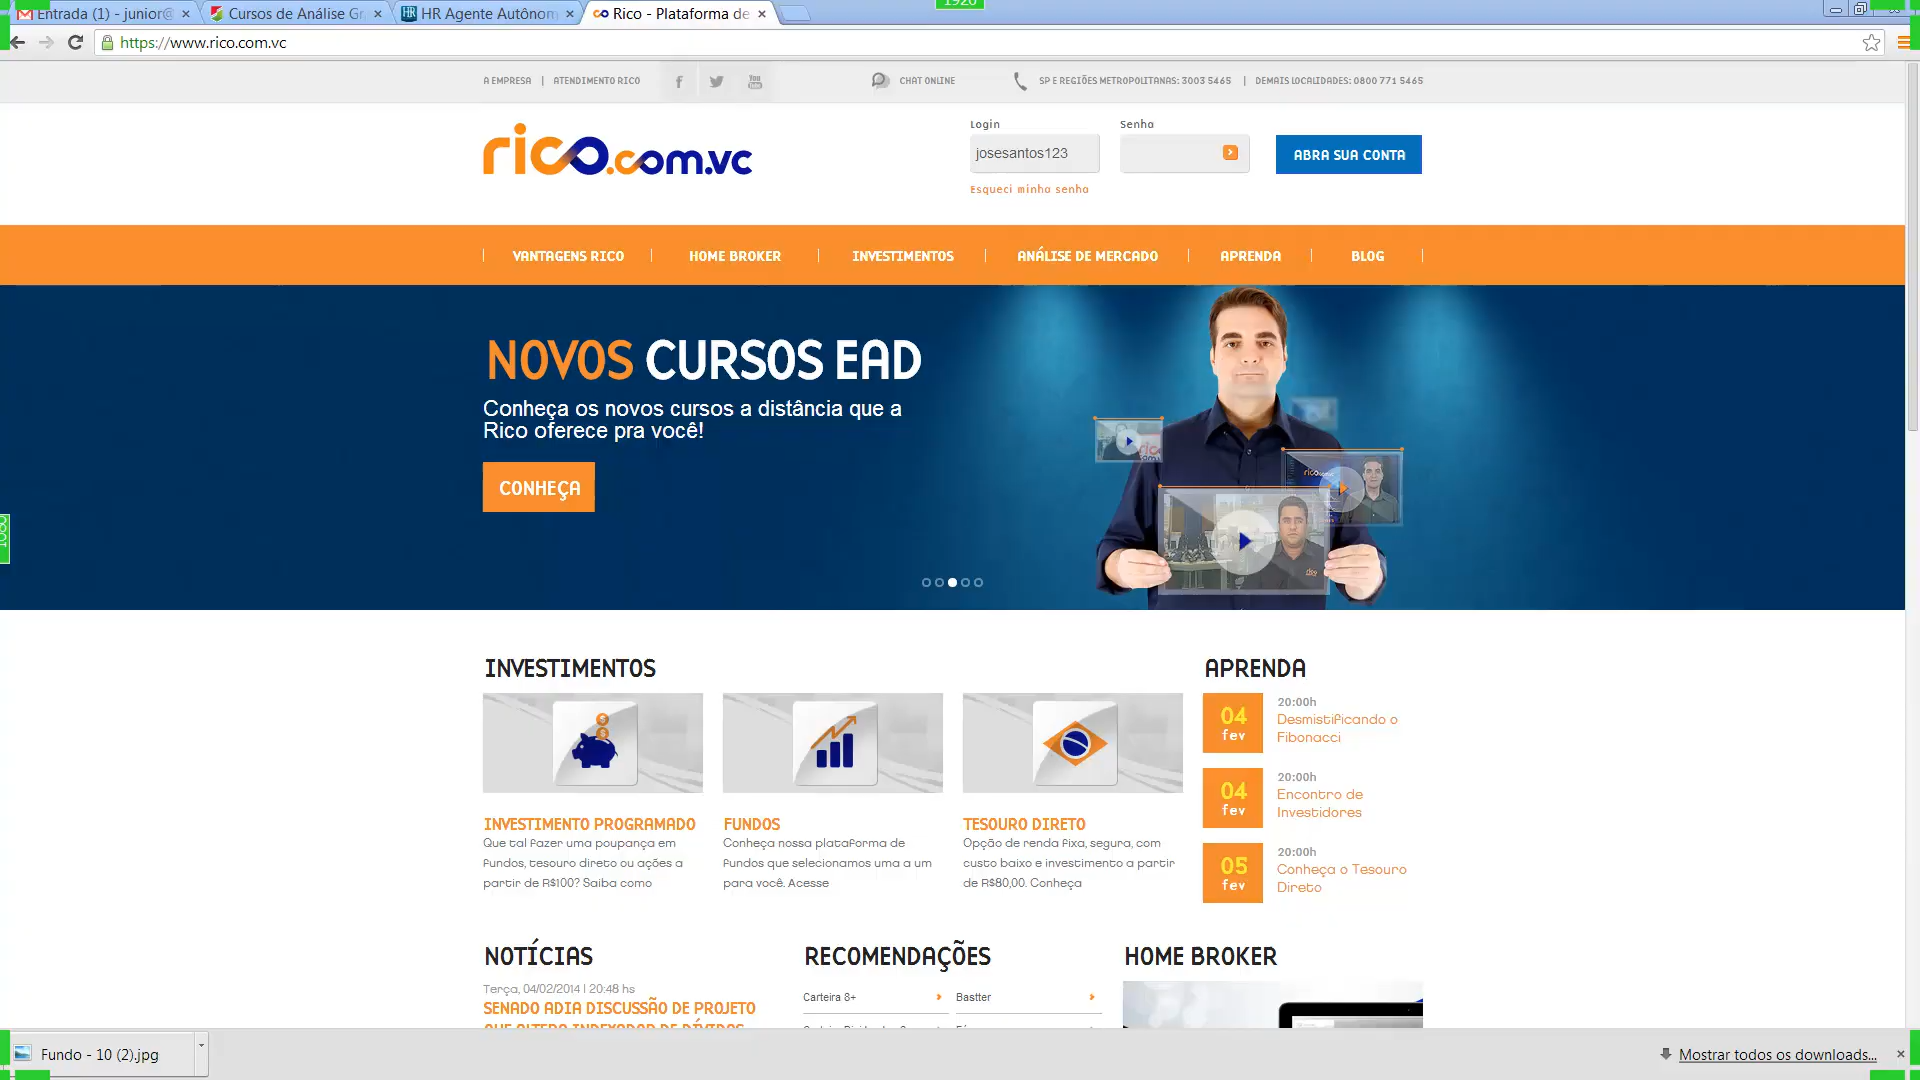 Entrada (1) - junior@
Cursos de Análise Gr
HR Agente Autônom
Rico - Plataforma de
1920
https://www.rico.com.vc
A EMPRESA | ATENDIMENTO RICO
CHAT ONLINE
SP E REGIÕES METROPOLITANAS: 3003 5465 | DEMAIS LOCALIDADES: 0800 771 5465
rico.com.vc
Login
Senha
josesantos123
ABRA SUA CONTA
Esqueci minha senha
VANTAGENS RICO
HOME BROKER
INVESTIMENTOS
ANÁLISE DE MERCADO
APRENDA
BLOG
NOVOS CURSOS EAD
Conheça os novos cursos a distância que a
Rico oferece pra você!
CONHEÇA
1080
INVESTIMENTOS
INVESTIMENTO PROGRAMADO
Que tal fazer uma poupança em
fundos, tesouro direto ou ações a
partir de R$100? Saiba como
FUNDOS
Conheça nossa plataforma de
fundos que selecionamos uma a um
para você. Acesse
TESOURO DIRETO
Opção de renda fixa, segura, com
custo baixo e investimento a partir
de R$80,00. Conheça
APRENDA
04
fev
20:00h
Desmistificando o
Fibonacci
04
fev
20:00h
Encontro de
Investidores
05
fev
20:00h
Conheça o Tesouro
Direto
NOTÍCIAS
Terça, 04/02/2014 | 20:48 hs
SENADO ADIA DISCUSSÃO DE PROJETO
QUE ALTERA INDEXADOR DE DÍVIDAS
RECOMENDAÇÕES
Carteira 8+
Bastter
HOME BROKER
Fundo - 10 (2).jpg
Mostrar todos os downloads...